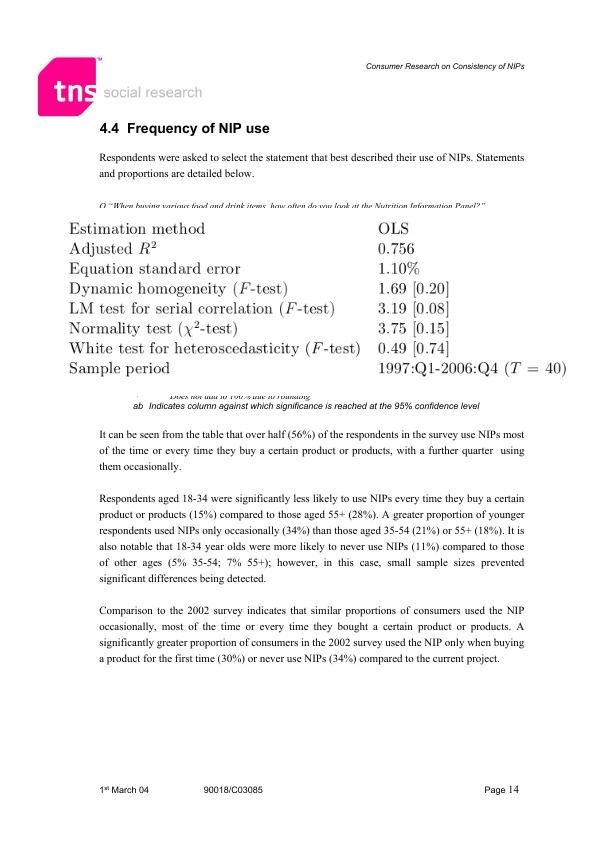 Consumer Research on Consistency of NIPs
tns social research
™
4.4 Frequency of NIP use
Respondents were asked to select the statement that best described their use of NIPs. Statements
and proportions are detailed below.
Q "When buying various food and drink items, how often do you look at the Nutrition Information Panel?"
Estimation method OLS
Adjusted R² 0.756
Equation standard error 1.10%
Dynamic homogeneity (F-test) 1.69 [0.20]
LM test for serial correlation (F-test) 3.19 [0.08]
Normality test (χ²-test) 3.75 [0.15]
White test for heteroscedasticity (F-test) 0.49 [0.74]
Sample period 1997:Q1-2006:Q4 (T = 40)
Does not add to 100% due to rounding
ab Indicates column against which significance is reached at the 95% confidence level
It can be seen from the table that over half (56%) of the respondents in the survey use NIPs most
of the time or every time they buy a certain product or products, with a further quarter using
them occasionally.
Respondents aged 18-34 were significantly less likely to use NIPs every time they buy a certain
product or products (15%) compared to those aged 55+ (28%). A greater proportion of younger
respondents used NIPs only occasionally (34%) than those aged 35-54 (21%) or 55+ (18%). It is
also notable that 18-34 year olds were more likely to never use NIPs (11%) compared to those
of other ages (5% 35-54; 7% 55+); however, in this case, small sample sizes prevented
significant differences being detected.
Comparison to the 2002 survey indicates that similar proportions of consumers used the NIP
occasionally, most of the time or every time they bought a certain product or products. A
significantly greater proportion of consumers in the 2002 survey used the NIP only when buying
a product for the first time (30%) or never use NIPs (34%) compared to the current project.
1st March 04 90018/C03085 Page 14